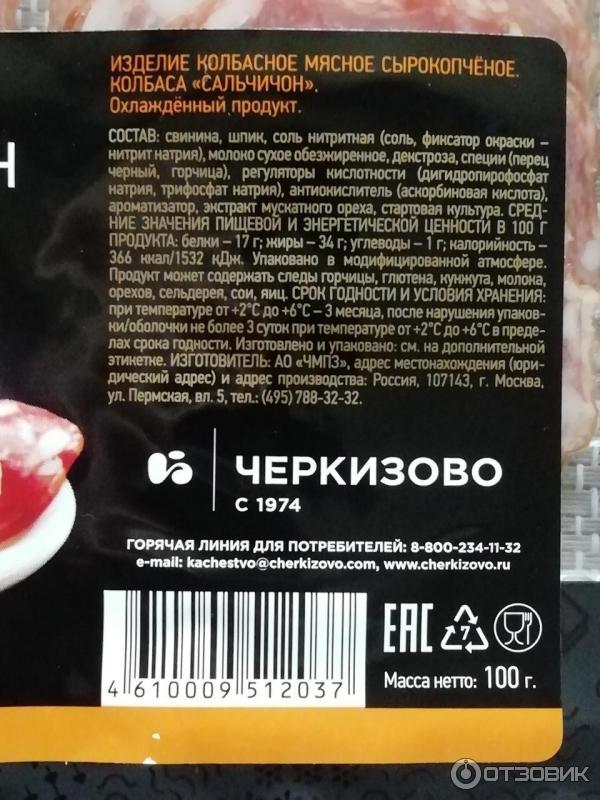 ИЗДЕЛИЕ КОЛБАСНОЕ МЯСНОЕ СЫРОКОПЧЁНОЕ.
КОЛБАСА «САЛЬЧИЧОН».
Охлаждённый продукт.
СОСТАВ: свинина, шпик, соль нитритная (соль, фиксатор окраски –
нитрит натрия), молоко сухое обезжиренное, декстроза, специи (перец
черный, горчица), регуляторы кислотности (дигидропирофосфат
натрия, трифосфат натрия), антиокислитель (аскорбиновая кислота),
ароматизатор, экстракт мускатного ореха, стартовая культура. СРЕД-
НИЕ ЗНАЧЕНИЯ ПИЩЕВОЙ И ЭНЕРГЕТИЧЕСКОЙ ЦЕННОСТИ В 100 Г
ПРОДУКТА: белки – 17 г; жиры – 34 г; углеводы – 1 г; калорийность –
366 ккал/1532 кДж. Упаковано в модифицированной атмосфере.
Продукт может содержать следы горчицы, глютена, кунжута, молока,
орехов, сельдерея, сои, яиц. СРОК ГОДНОСТИ И УСЛОВИЯ ХРАНЕНИЯ:
при температуре от +2°С до +6°С – 3 месяца, после нарушения упаков-
ки/оболочки не более 3 суток при температуре от +2°С до +6°С в преде-
лах срока годности. Изготовлено и упаковано: см. на дополнительной
этикетке. ИЗГОТОВИТЕЛЬ: АО «ЧМПЗ», адрес местонахождения (юри-
дический адрес) и адрес производства: Россия, 107143, г. Москва,
ул. Пермская, вл. 5, тел.: (495) 788-32-32.
Н
ЧЕРКИЗОВО
С 1974
ГОРЯЧАЯ ЛИНИЯ ДЛЯ ПОТРЕБИТЕЛЕЙ: 8-800-234-11-32
e-mail: kachestvo@cherkizovo.com, www.cherkizovo.ru
4 610009 512037
EAC 7
Масса нетто: 100 г.
ОТЗОВИК